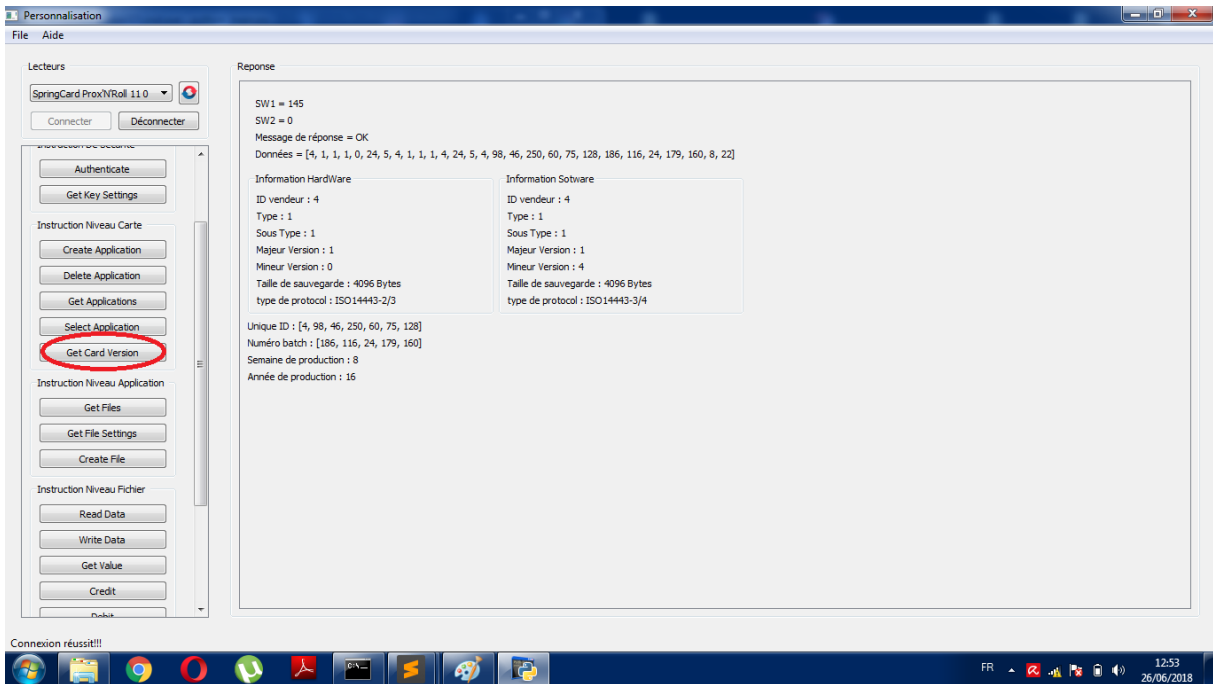 Personnalisation
File Aide
Lecteurs
SpringCard Prox'N'Roll 11 0
Connecter Déconnecter
Authenticate
Get Key Settings
Instruction Niveau Carte
Create Application
Delete Application
Get Applications
Select Application
Get Card Version
Instruction Niveau Application
Get Files
Get File Settings
Create File
Instruction Niveau Fichier
Read Data
Write Data
Get Value
Credit
Debit
Reponse
SW1 = 145
SW2 = 0
Message de réponse = OK
Données = [4, 1, 1, 1, 0, 24, 5, 4, 1, 1, 1, 4, 24, 5, 4, 98, 46, 250, 60, 75, 128, 186, 116, 24, 179, 160, 8, 22]
Information HardWare
ID vendeur : 4
Type : 1
Sous Type : 1
Majeur Version : 1
Mineur Version : 0
Taille de sauvegarde : 4096 Bytes
type de protocol : ISO14443-2/3
Information Sotware
ID vendeur : 4
Type : 1
Sous Type : 1
Majeur Version : 1
Mineur Version : 4
Taille de sauvegarde : 4096 Bytes
type de protocol : ISO14443-3/4
Unique ID : [4, 98, 46, 250, 60, 75, 128]
Numéro batch : [186, 116, 24, 179, 160]
Semaine de production : 8
Année de production : 16
Connexion réussit!!!
FR
12:53
26/06/2018